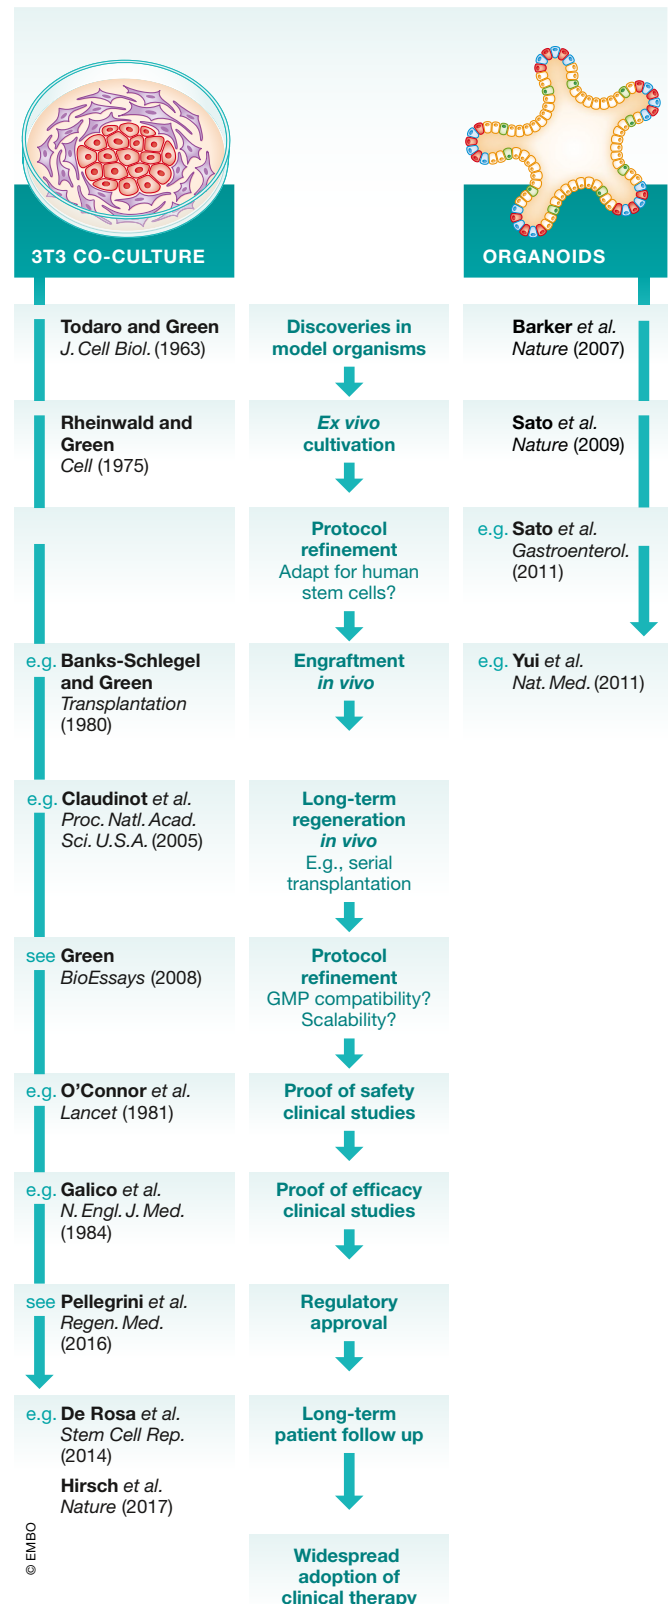 3T3 CO-CULTURE
ORGANOIDS
Todaro and Green
J. Cell Biol. (1963)
Discoveries in
model organisms
Barker et al.
Nature (2007)
Rheinwald and
Green
Cell (1975)
Ex vivo
cultivation
Sato et al.
Nature (2009)
Protocol
refinement
Adapt for human
stem cells?
e.g. Sato et al.
Gastroenterol.
(2011)
e.g. Banks-Schlegel
and Green
Transplantation
(1980)
Engraftment
in vivo
e.g. Yui et al.
Nat. Med. (2011)
e.g. Claudinot et al.
Proc. Natl. Acad.
Sci. U.S.A. (2005)
Long-term
regeneration
in vivo
E.g., serial
transplantation
see Green
BioEssays (2008)
Protocol
refinement
GMP compatibility?
Scalability?
e.g. O'Connor et al.
Lancet (1981)
Proof of safety
clinical studies
e.g. Galico et al.
N. Engl. J. Med.
(1984)
Proof of efficacy
clinical studies
see Pellegrini et al.
Regen. Med.
(2016)
Regulatory
approval
e.g. De Rosa et al.
Stem Cell Rep.
(2014)
Hirsch et al.
Nature (2017)
Long-term
patient follow up
Widespread
adoption of
clinical therapy
© EMBO